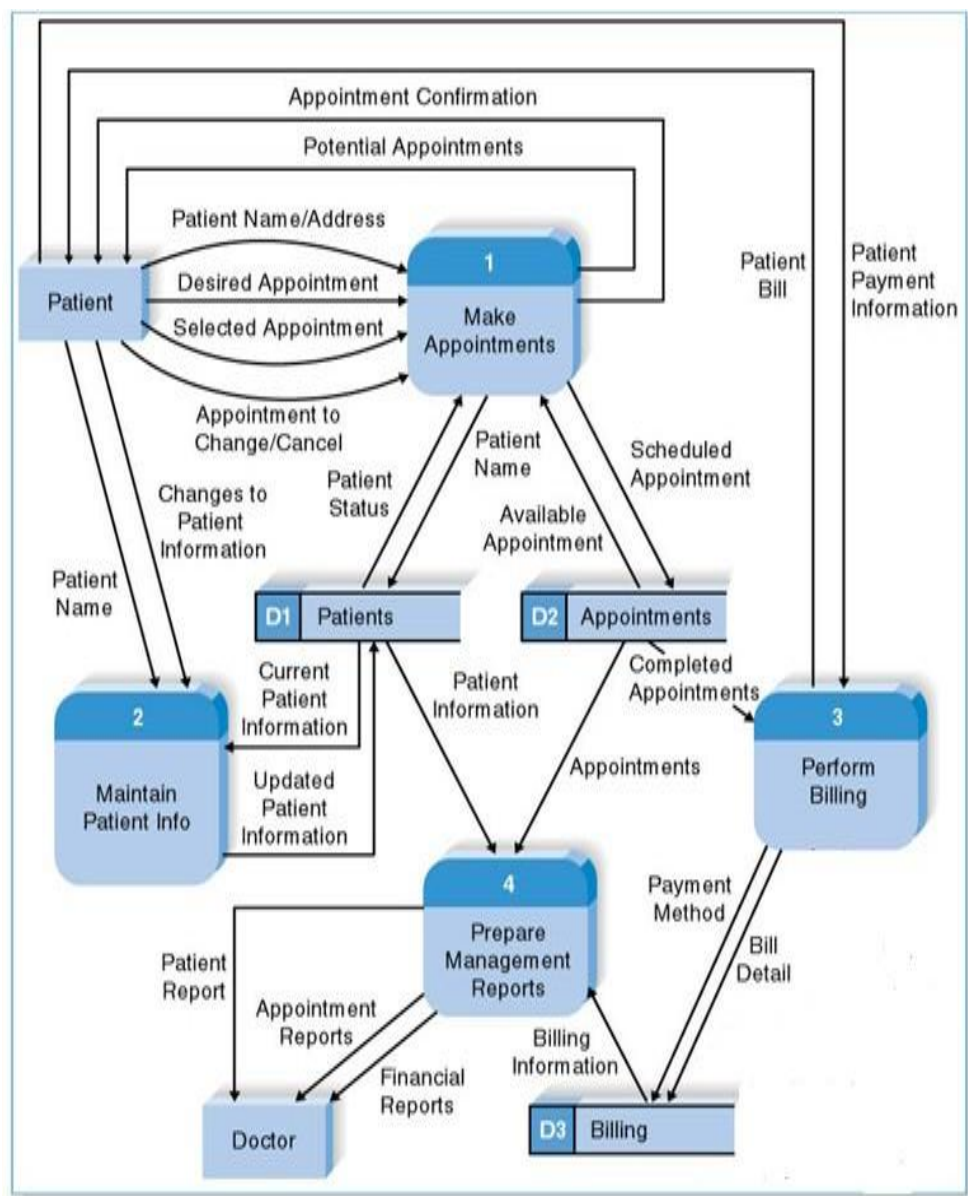 Appointment Confirmation
Potential Appointments
Patient Name/Address
Desired Appointment
Selected Appointment
Appointment to
Change/Cancel
Patient
1
Make
Appointments
Patient
Bill
Patient
Payment
Information
Patient
Status
Patient
Name
Available
Appointment
Scheduled
Appointment
Changes to
Patient
Information
Patient
Name
D1 Patients
D2 Appointments
Current
Patient
Information
Updated
Patient
Information
Patient
Information
Completed
Appointments
Appointments
2
Maintain
Patient Info
3
Perform
Billing
4
Prepare
Management
Reports
Payment
Method
Bill
Detail
Patient
Report
Appointment
Reports
Financial
Reports
Billing
Information
Doctor
D3 Billing